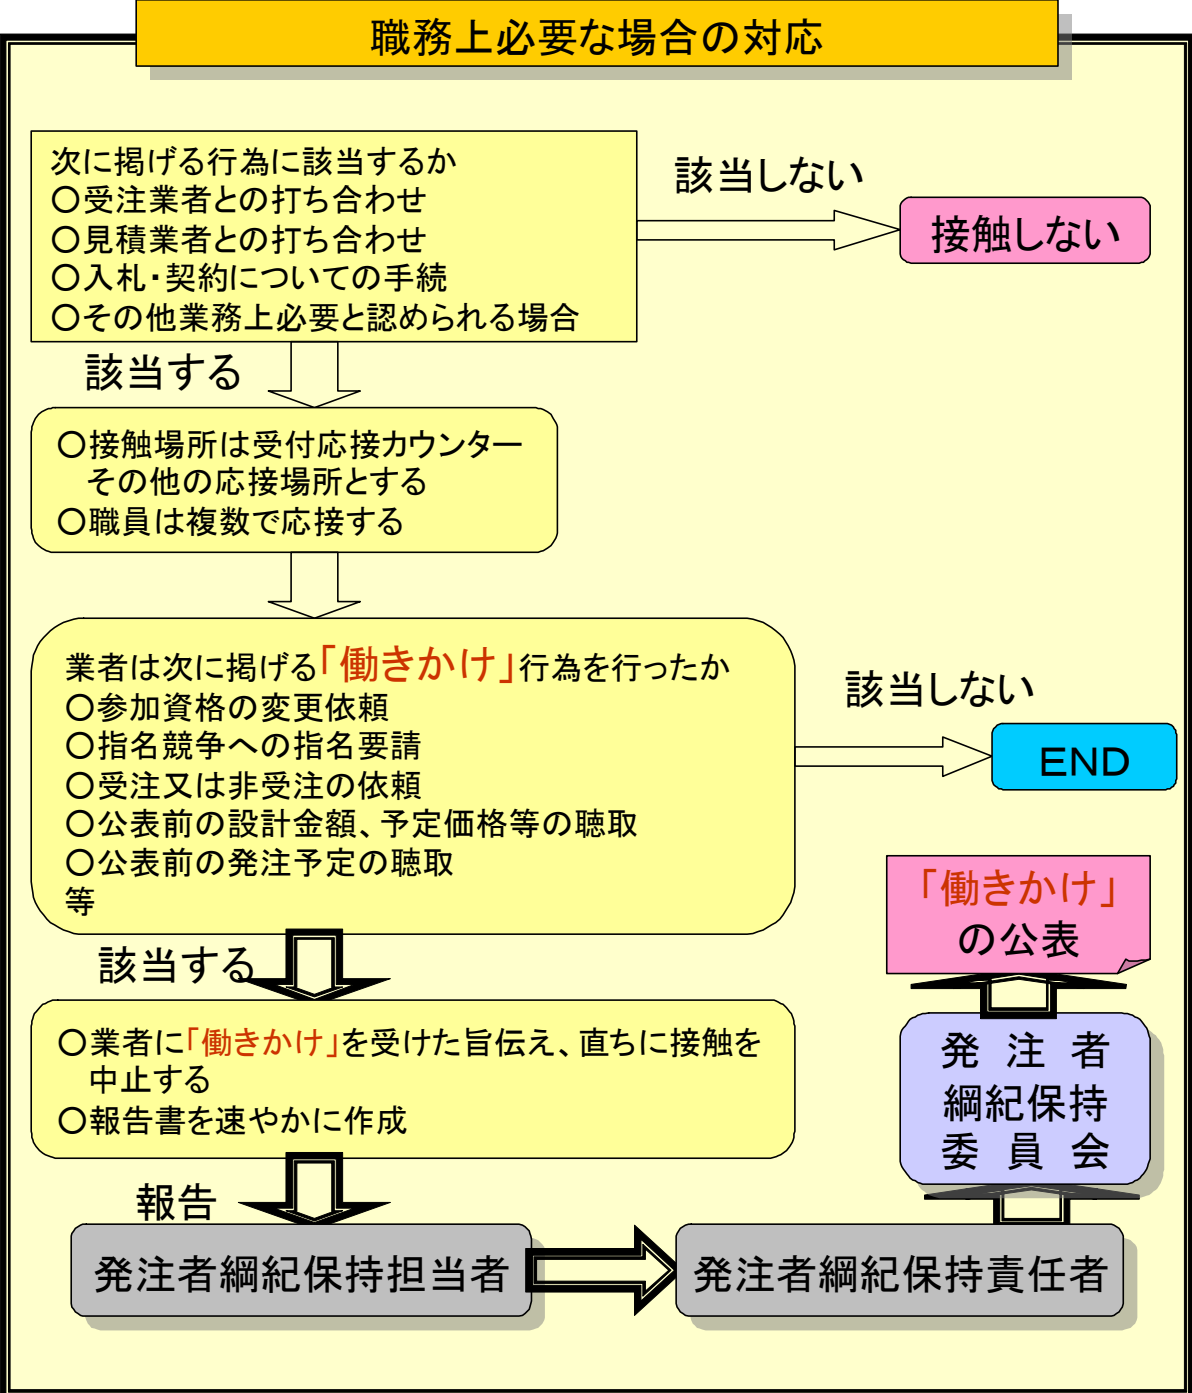 職務上必要な場合の対応
次に掲げる行為に該当するか
○受注業者との打ち合わせ
○見積業者との打ち合わせ
○入札・契約についての手続
○その他業務上必要と認められる場合
該当しない
接触しない
該当する
○接触場所は受付応接カウンター
その他の応接場所とする
○職員は複数で応接する
業者は次に掲げる「働きかけ」行為を行ったか
○参加資格の変更依頼
○指名競争への指名要請
○受注又は非受注の依頼
○公表前の設計金額、予定価格等の聴取
○公表前の発注予定の聴取
等
該当しない
END
該当する
○業者に「働きかけ」を受けた旨伝え、直ちに接触を
中止する
○報告書を速やかに作成
報告
発注者綱紀保持担当者
発注者綱紀保持責任者
発 注 者
綱紀保持
委 員 会
「働きかけ」
の公表